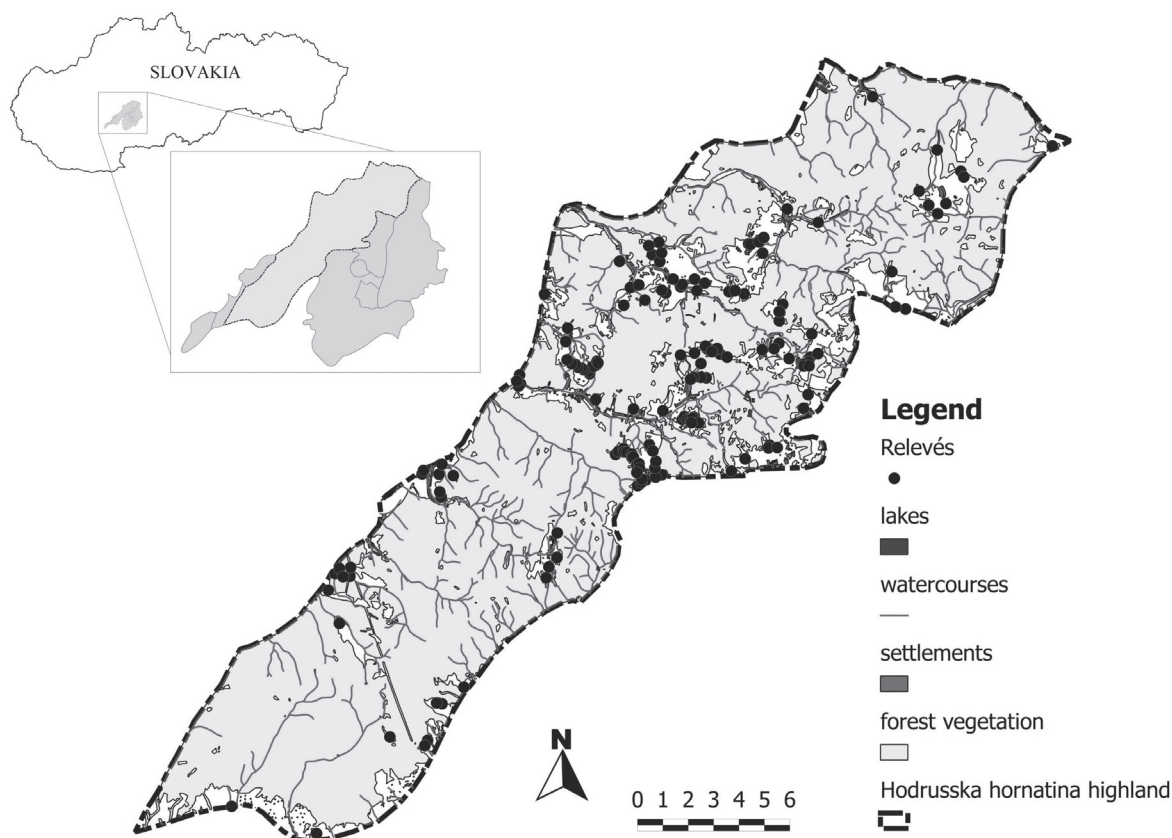 SLOVAKIA
Legend
Relevés
lakes
watercourses
settlements
forest vegetation
Hodrusska hornatina highland
N
0 1 2 3 4 5 6